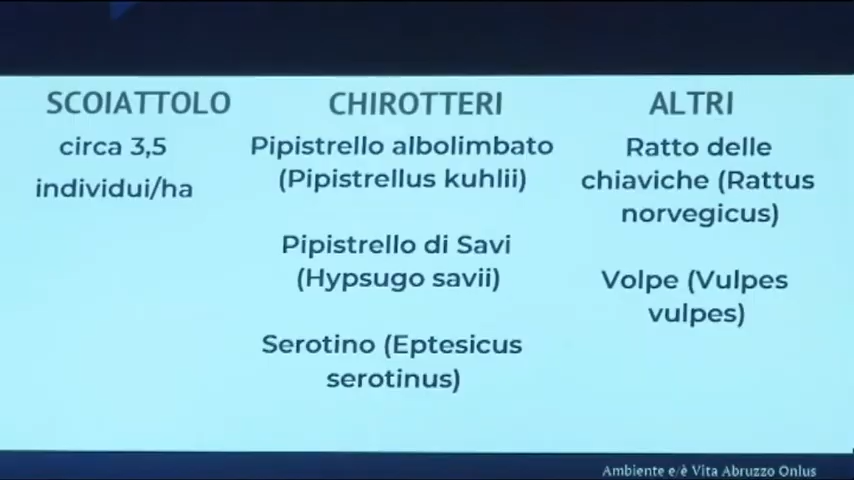 SCOIATTOLO
circa 3,5
individui/ha
CHIROTTERI
Pipistrello albolimbato
(Pipistrellus kuhlii)
Pipistrello di Savi
(Hypsugo savii)
Serotino (Eptesicus
serotinus)
ALTRI
Ratto delle
chiaviche (Rattus
norvegicus)
Volpe (Vulpes
vulpes)
Ambiente e/è Vita Abruzzo Onlus